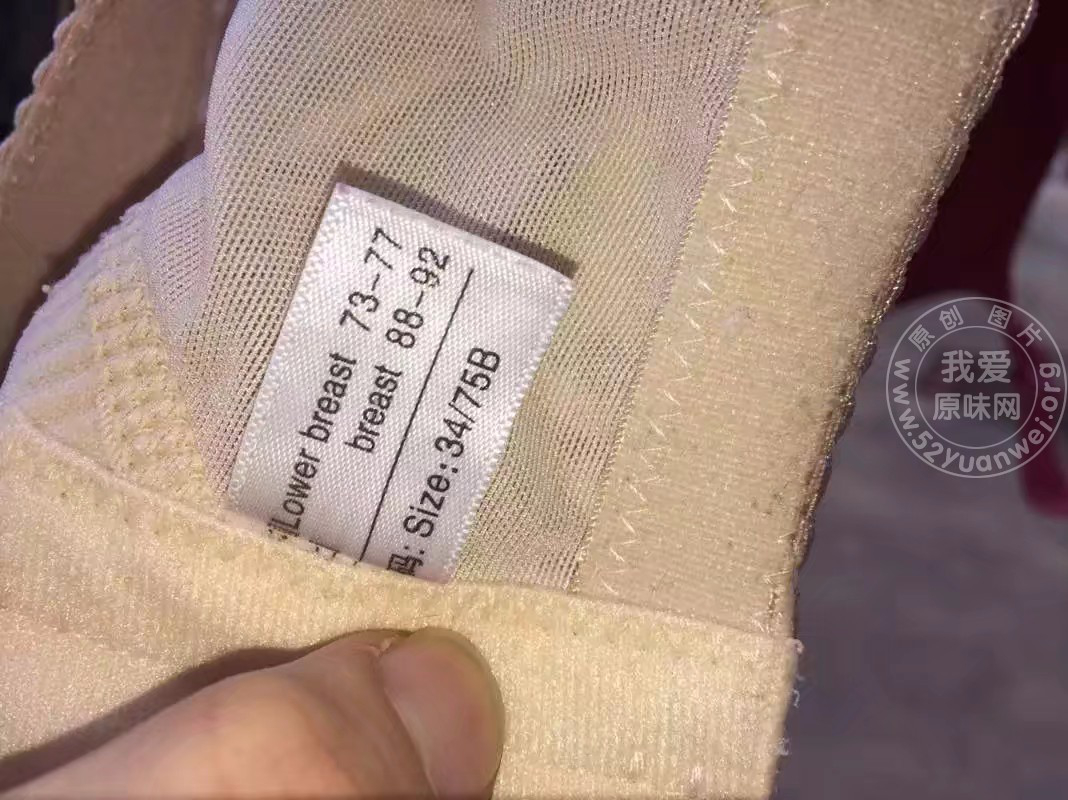 Lower breast 73-77
breast 88-92
码: Size: 34/75B
原创图片
我爱
原味网
www.52yuanwei.org